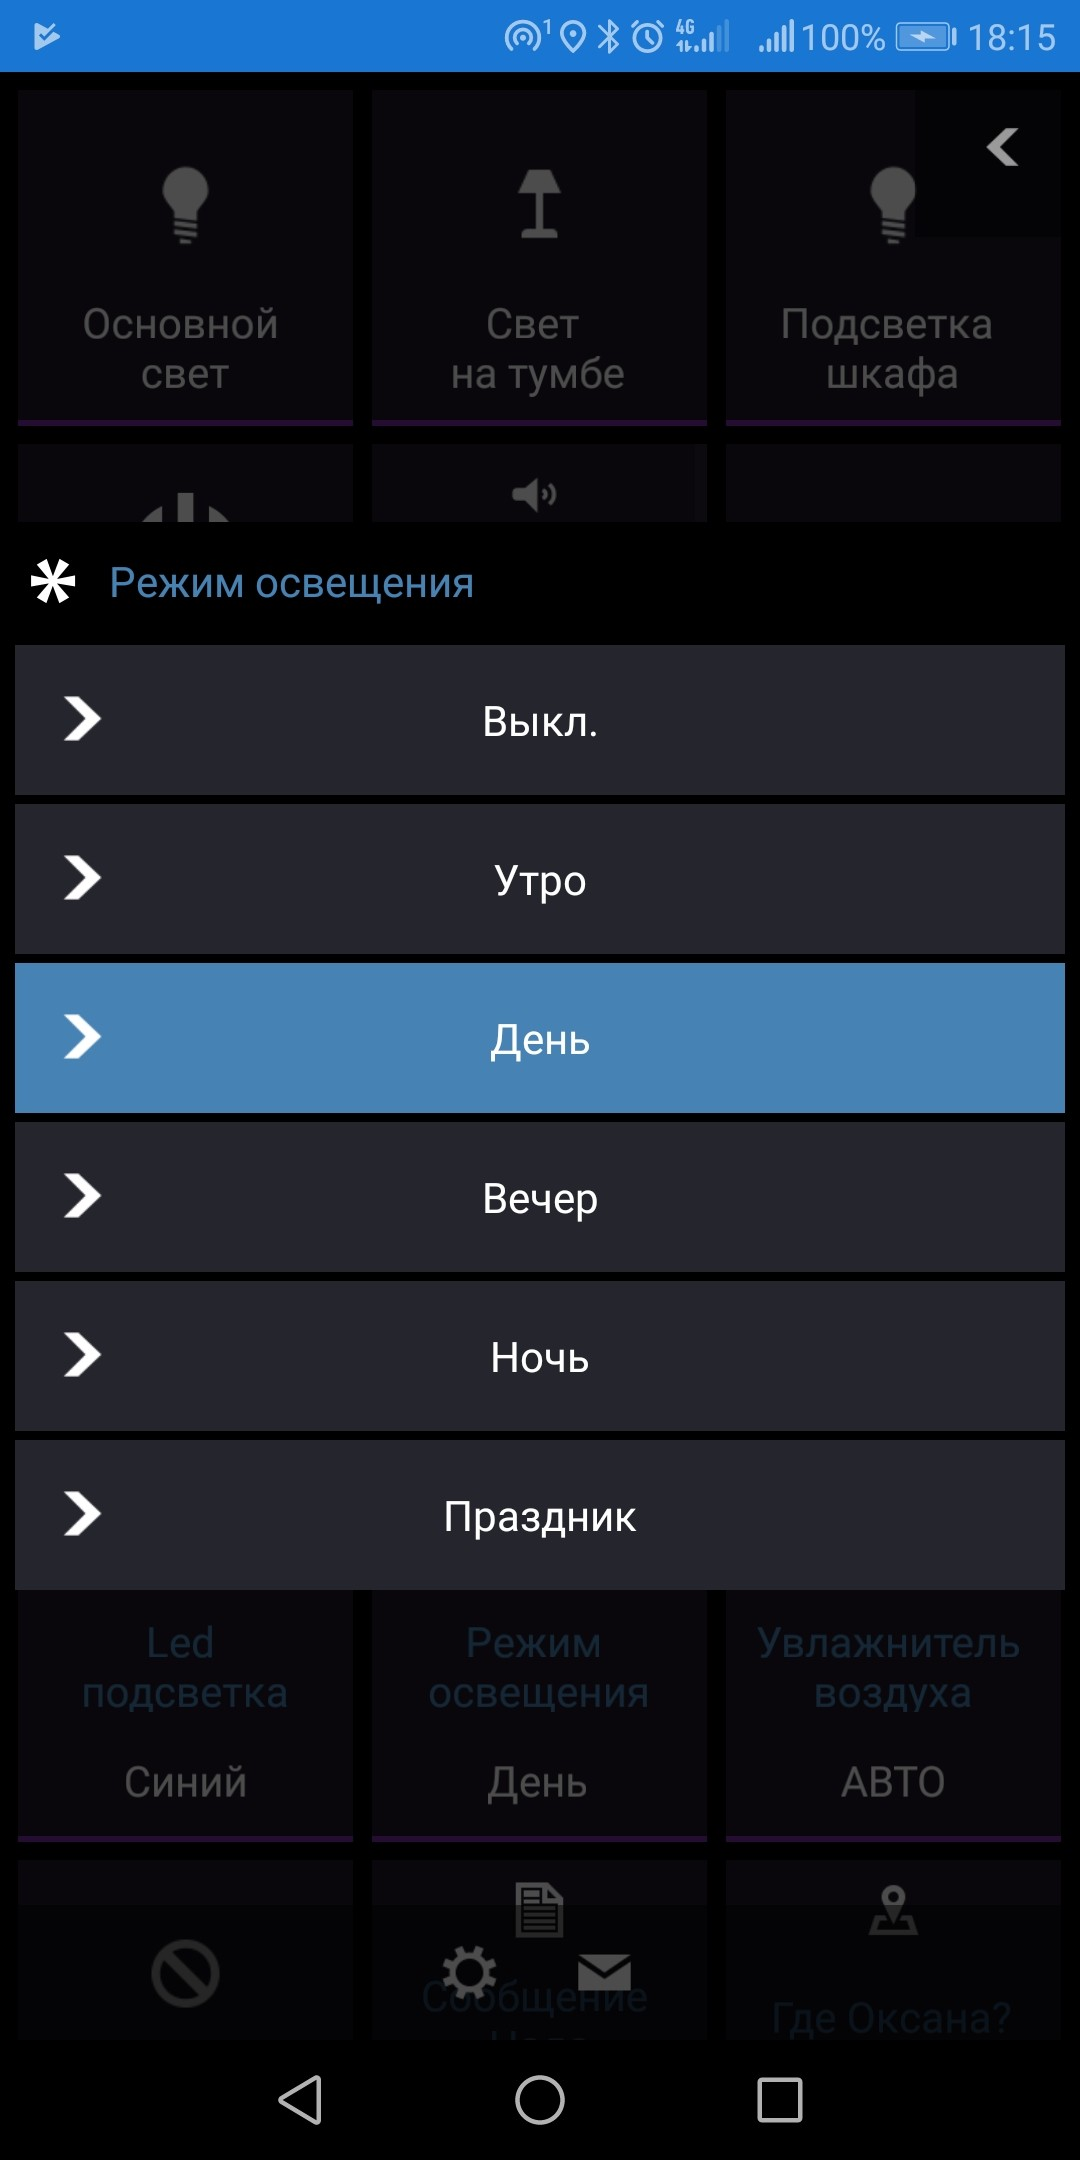 1 4G 100% 18:15
Основной
свет
Свет
на тумбе
Подсветка
шкафа
Режим освещения
Выкл.
Утро
День
Вечер
Ночь
Праздник
Led
подсветка
Синий
Режим
освещения
День
Увлажнитель
воздуха
АВТО
Сообщение
Где Оксана?